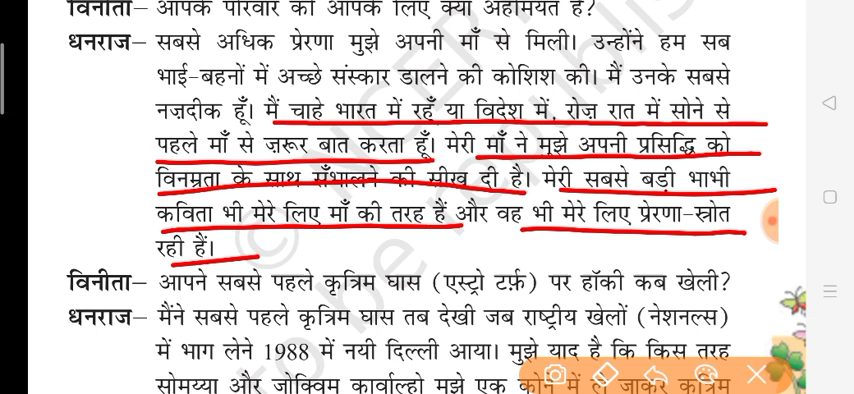 विनीता– आपके परिवार की आपके लिए क्या अहमियत है?
धनराज– सबसे अधिक प्रेरणा मुझे अपनी माँ से मिली। उन्होंने हम सब
भाई-बहनों में अच्छे संस्कार डालने की कोशिश की। मैं उनके सबसे
नज़दीक हूँ। मैं चाहे भारत में रहूँ या विदेश में, रोज़ रात में सोने से
पहले माँ से ज़रूर बात करता हूँ। मेरी माँ ने मुझे अपनी प्रसिद्धि को
विनम्रता के साथ सँभालने की सीख दी है। मेरी सबसे बड़ी भाभी
कविता भी मेरे लिए माँ की तरह हैं और वह भी मेरे लिए प्रेरणा-स्रोत
रही हैं।
विनीता– आपने सबसे पहले कृत्रिम घास (एस्ट्रो टर्फ़) पर हॉकी कब खेली?
धनराज– मैंने सबसे पहले कृत्रिम घास तब देखी जब राष्ट्रीय खेलों (नेशनल्स)
में भाग लेने 1988 में नयी दिल्ली आया। मुझे याद है कि किस तरह
सोमय्या और जोक्विम कार्वाल्हो मुझे एक कोने में ले जाकर कृत्रिम